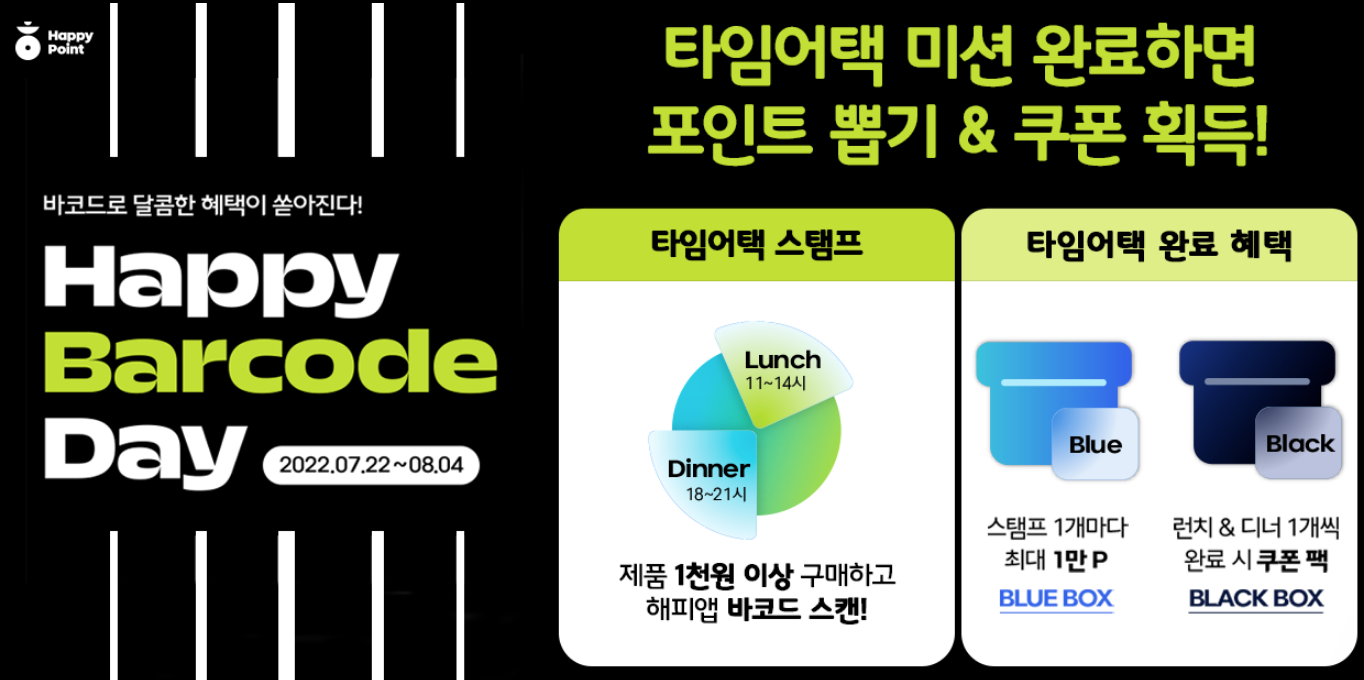 Happy
Point
바코드로 달콤한 혜택이 쏟아진다!
Happy
Barcode
Day
2022.07.22~08.04
타임어택 미션 완료하면
포인트 뽑기 & 쿠폰 획득!
타임어택 스탬프
Lunch
11~14시
Dinner
18~21시
제품 1천원 이상 구매하고
해피앱 바코드 스캔!
타임어택 완료 혜택
Blue
스탬프 1개마다
최대 1만 P
BLUE BOX
Black
런치 & 디너 1개씩
완료 시 쿠폰 팩
BLACK BOX